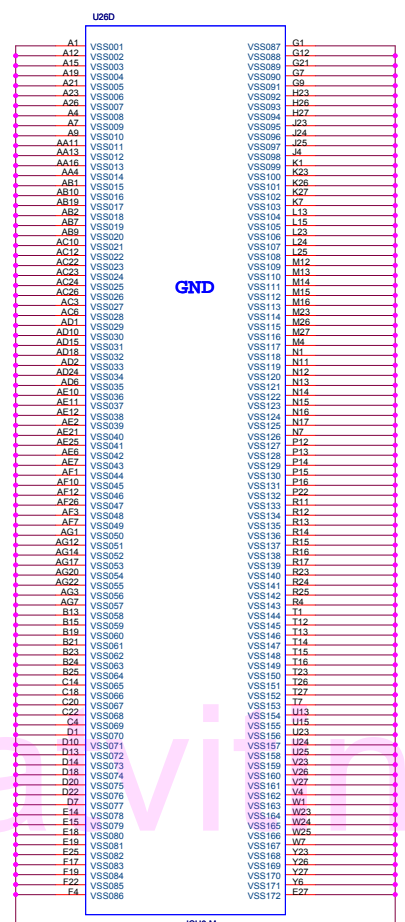 U26D
A1 VSS001 VSS087 G1
A12 VSS002 VSS088 G12
A15 VSS003 VSS089 G21
A19 VSS004 VSS090 G7
A21 VSS005 VSS091 G9
A23 VSS006 VSS092 H23
A26 VSS007 VSS093 H26
A4 VSS008 VSS094 H27
A7 VSS009 VSS095 J23
A9 VSS010 VSS096 J24
AA11 VSS011 VSS097 J25
AA13 VSS012 VSS098 J4
AA16 VSS013 VSS099 K1
AA4 VSS014 VSS100 K23
AB1 VSS015 VSS101 K26
AB10 VSS016 VSS102 K27
AB19 VSS017 VSS103 K7
AB2 VSS018 VSS104 L13
AB7 VSS019 VSS105 L15
AB9 VSS020 VSS106 L23
AC10 VSS021 VSS107 L24
AC12 VSS022 VSS108 L25
AC22 VSS023 VSS109 M12
AC23 VSS024 VSS110 M13
AC24 VSS025 VSS111 M14
GND
AC26 VSS026 VSS112 M15
AC3 VSS027 VSS113 M16
AC6 VSS028 VSS114 M23
AD1 VSS029 VSS115 M26
AD10 VSS030 VSS116 M27
AD15 VSS031 VSS117 M4
AD18 VSS032 VSS118 N1
AD2 VSS033 VSS119 N11
AD24 VSS034 VSS120 N12
AD6 VSS035 VSS121 N13
AE10 VSS036 VSS122 N14
AE11 VSS037 VSS123 N15
AE12 VSS038 VSS124 N16
AE2 VSS039 VSS125 N17
AE21 VSS040 VSS126 N7
AE25 VSS041 VSS127 P12
AE6 VSS042 VSS128 P13
AE7 VSS043 VSS129 P14
AF1 VSS044 VSS130 P15
AF10 VSS045 VSS131 P16
AF12 VSS046 VSS132 P22
AF26 VSS047 VSS133 R11
AF3 VSS048 VSS134 R12
AF7 VSS049 VSS135 R13
AG1 VSS050 VSS136 R14
AG12 VSS051 VSS137 R15
AG14 VSS052 VSS138 R16
AG17 VSS053 VSS139 R17
AG20 VSS054 VSS140 R23
AG22 VSS055 VSS141 R24
AG3 VSS056 VSS142 R25
AG7 VSS057 VSS143 R4
B13 VSS058 VSS144 T1
B15 VSS059 VSS145 T12
B19 VSS060 VSS146 T13
B21 VSS061 VSS147 T14
B23 VSS062 VSS148 T15
B24 VSS063 VSS149 T16
B25 VSS064 VSS150 T23
C14 VSS065 VSS151 T26
C18 VSS066 VSS152 T27
C20 VSS067 VSS153 T7
C22 VSS068 VSS154 U13
C4 VSS069 VSS155 U15
D1 VSS070 VSS156 U23
D10 VSS071 VSS157 U24
D13 VSS072 VSS158 U25
D14 VSS073 VSS159 V23
D18 VSS074 VSS160 V26
D20 VSS075 VSS161 V27
D22 VSS076 VSS162 V4
D7 VSS077 VSS163 W1
E14 VSS078 VSS164 W23
E15 VSS079 VSS165 W24
E18 VSS080 VSS166 W25
E19 VSS081 VSS167 W7
E25 VSS082 VSS168 Y23
F17 VSS083 VSS169 Y26
F19 VSS084 VSS170 Y27
F22 VSS085 VSS171 Y6
F4 VSS086 VSS172 F27